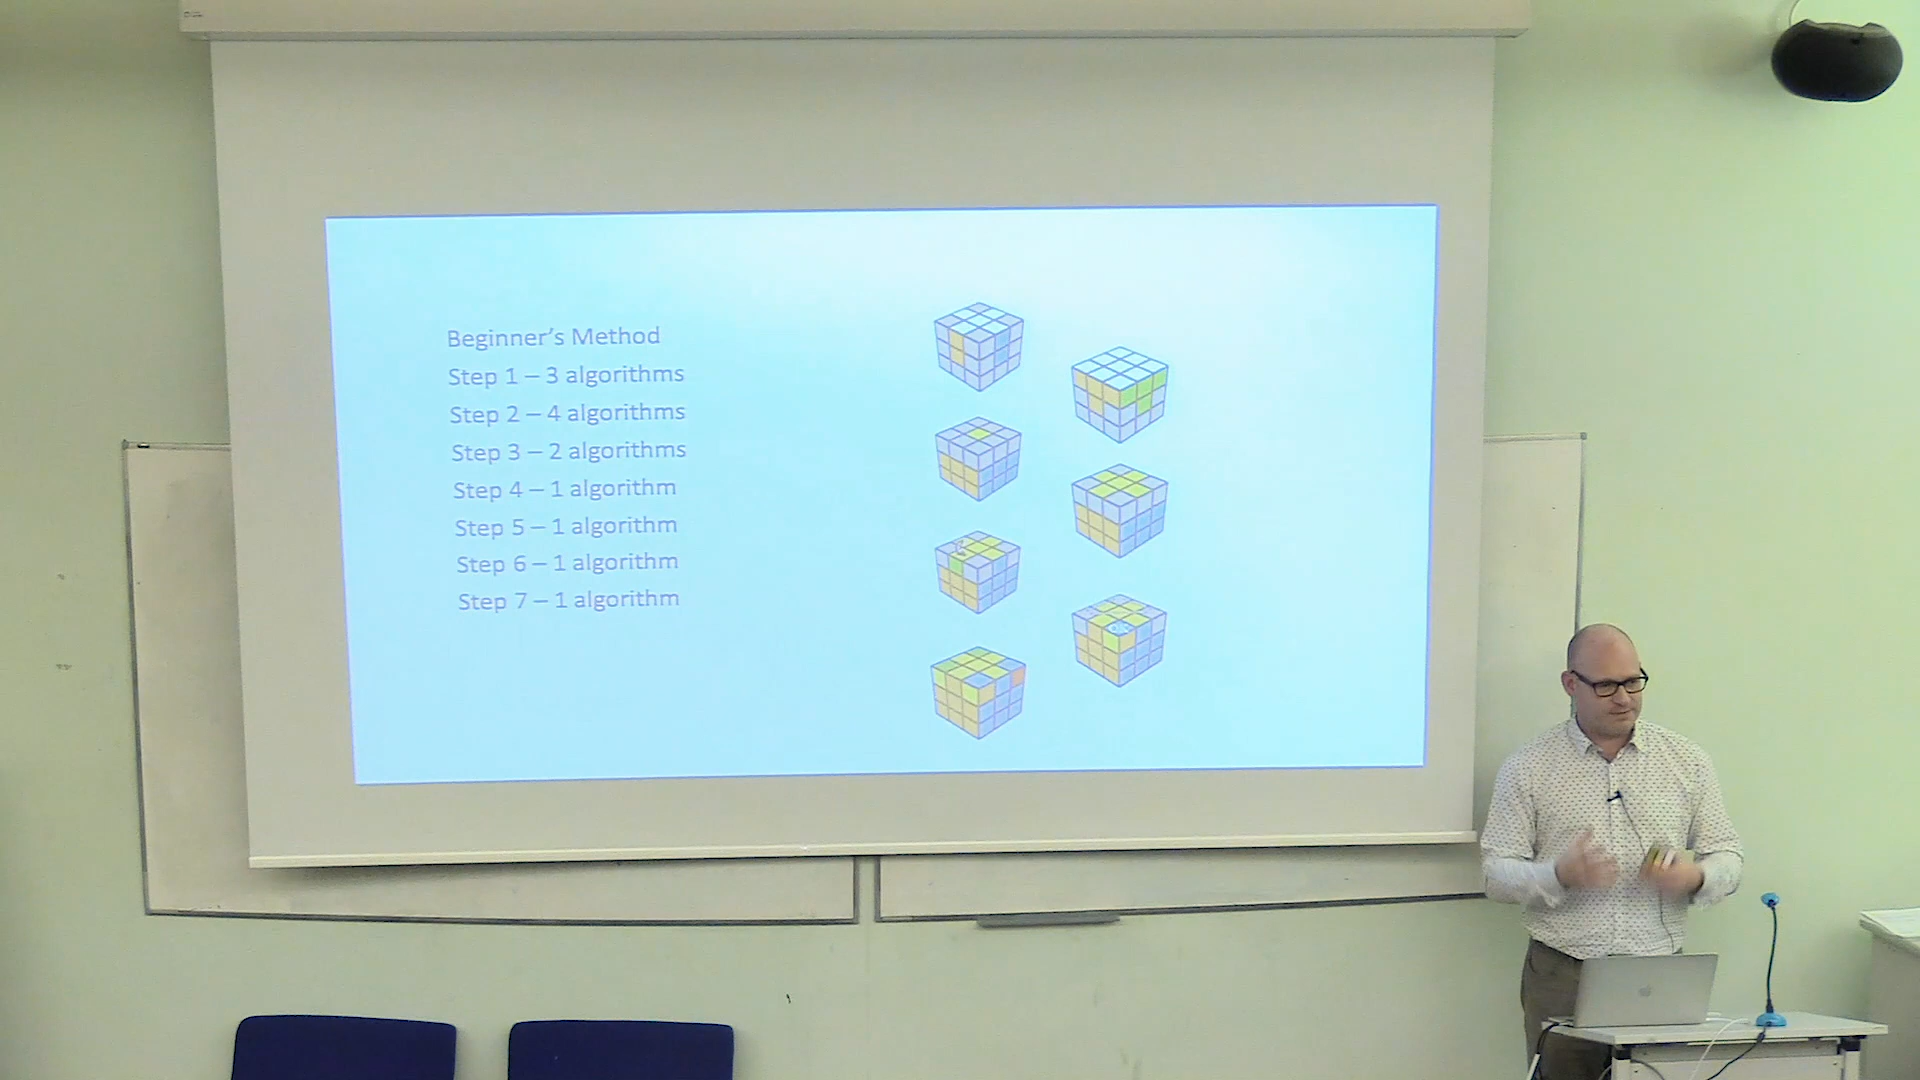 Beginner's Method
Step 1 – 3 algorithms
Step 2 – 4 algorithms
Step 3 – 2 algorithms
Step 4 – 1 algorithm
Step 5 – 1 algorithm
Step 6 – 1 algorithm
Step 7 – 1 algorithm